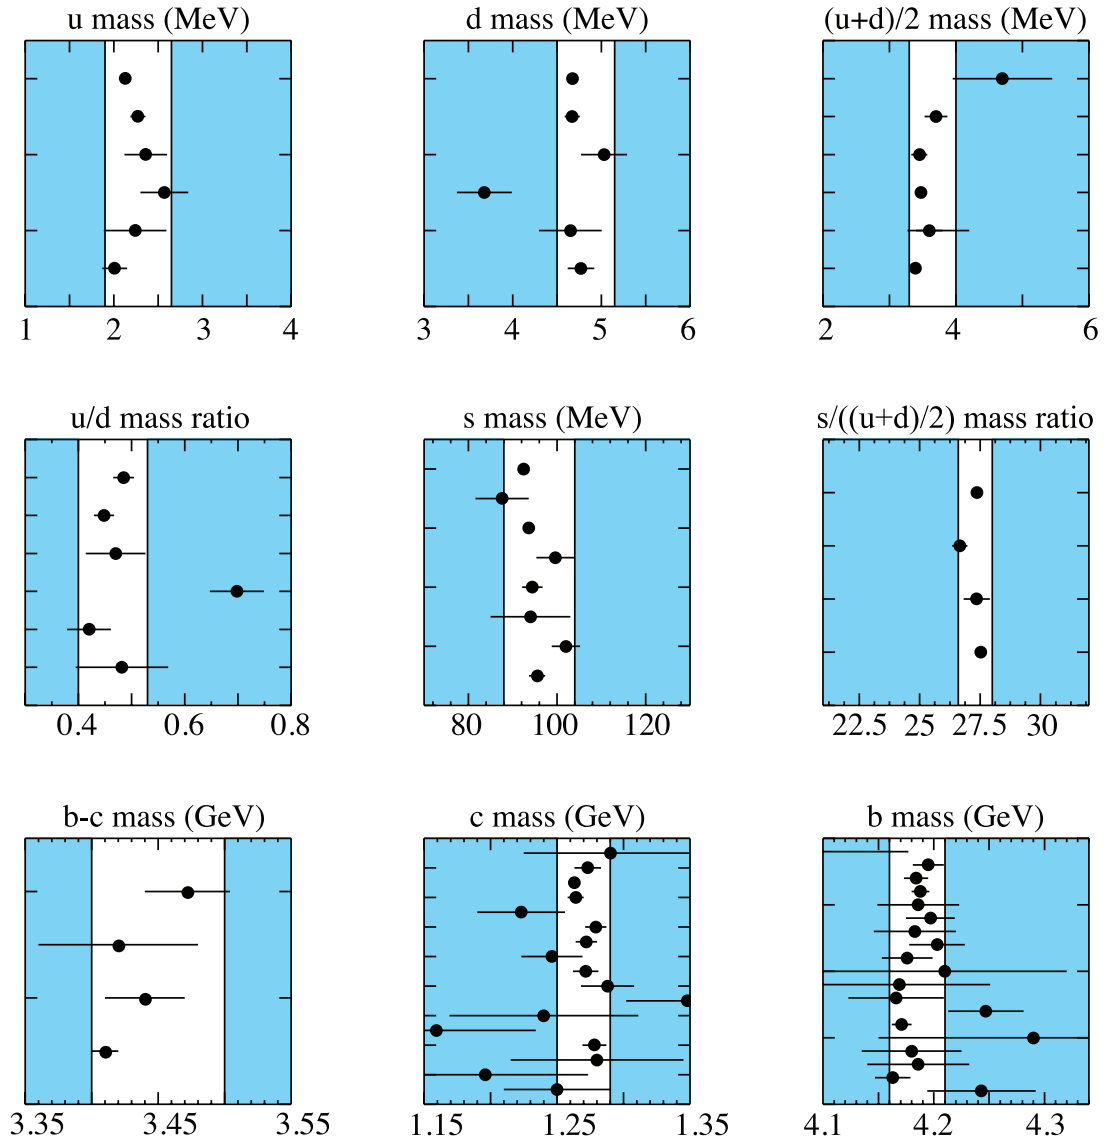 u mass (MeV) d mass (MeV) (u+d)/2 mass (MeV)
1 2 3 4 3 4 5 6 2 4 6
u/d mass ratio s mass (MeV) s/((u+d)/2) mass ratio
0.4 0.6 0.8 80 100 120 22.5 25 27.5 30
b-c mass (GeV) c mass (GeV) b mass (GeV)
3.35 3.45 3.55 1.15 1.25 1.35 4.1 4.2 4.3